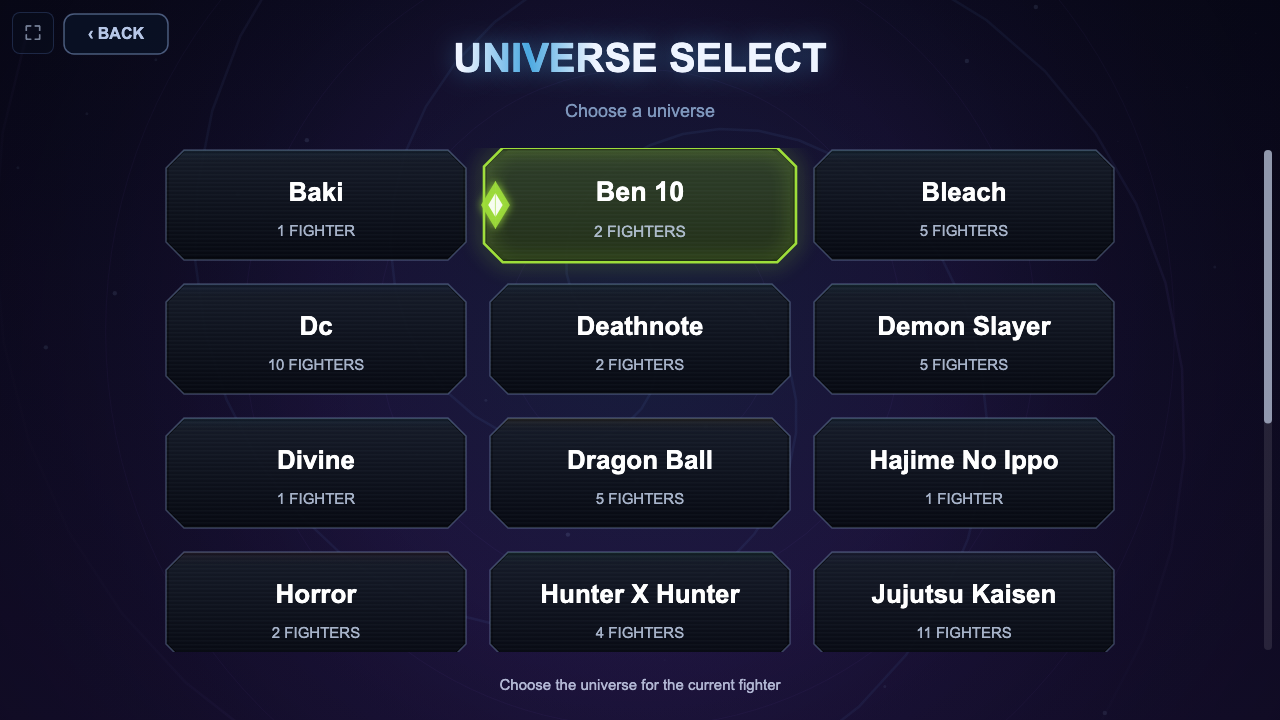 ‹ BACK
UNIVERSE SELECT
Choose a universe
Baki
1 FIGHTER
Ben 10
2 FIGHTERS
Bleach
5 FIGHTERS
Dc
10 FIGHTERS
Deathnote
2 FIGHTERS
Demon Slayer
5 FIGHTERS
Divine
1 FIGHTER
Dragon Ball
5 FIGHTERS
Hajime No Ippo
1 FIGHTER
Horror
2 FIGHTERS
Hunter X Hunter
4 FIGHTERS
Jujutsu Kaisen
11 FIGHTERS
Choose the universe for the current fighter